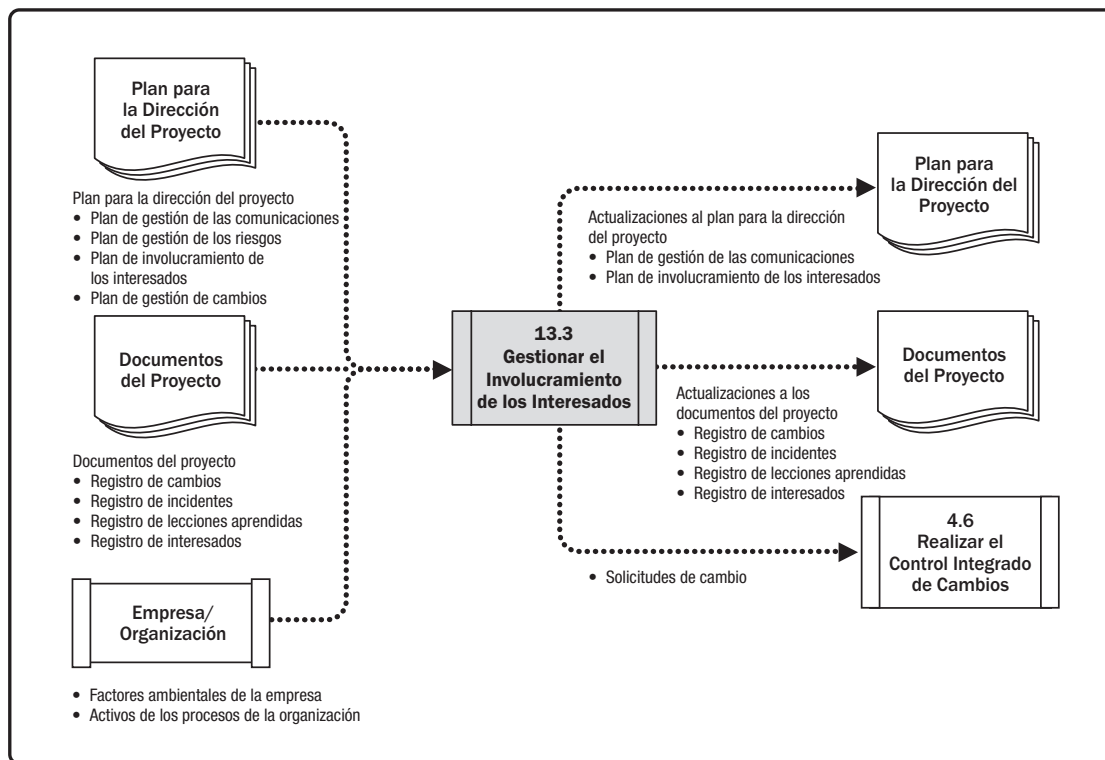 Plan para
la Dirección
del Proyecto
Plan para la dirección del proyecto
• Plan de gestión de las comunicaciones
• Plan de gestión de los riesgos
• Plan de involucramiento de
los interesados
• Plan de gestión de cambios
Documentos
del Proyecto
Documentos del proyecto
• Registro de cambios
• Registro de incidentes
• Registro de lecciones aprendidas
• Registro de interesados
Empresa/
Organización
• Factores ambientales de la empresa
• Activos de los procesos de la organización
13.3
Gestionar el
Involucramiento
de los Interesados
Actualizaciones al plan para la dirección
del proyecto
• Plan de gestión de las comunicaciones
• Plan de involucramiento de los interesados
Plan para
la Dirección del
Proyecto
Actualizaciones a los
documentos del proyecto
• Registro de cambios
• Registro de incidentes
• Registro de lecciones aprendidas
• Registro de interesados
Documentos
del Proyecto
• Solicitudes de cambio
4.6
Realizar el
Control Integrado
de Cambios